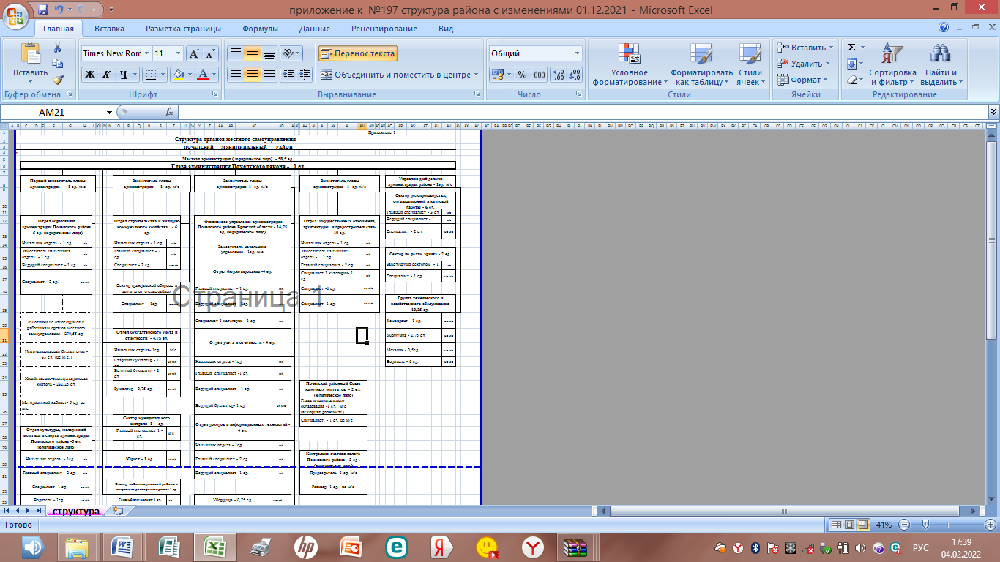 приложение к №197 структура района с изменениями 01.12.2021 - Microsoft Excel
Главная Вставка Разметка страницы Формулы Данные Рецензирование Вид
Вставить
Times New Rom 11
Ж К Ч
Перенос текста
Объединить и поместить в центре
Общий
% 000
Условное форматирование
Форматировать как таблицу
Стили ячеек
Вставить
Удалить
Формат
Сортировка и фильтр
Найти и выделить
Буфер обмена Шрифт Выравнивание Число Стили Ячейки Редактирование
AM21
fx
Приложение 1
Структура органов местного самоуправления
ПОЧЕПСКИЙ МУНИЦИПАЛЬНЫЙ РАЙОН
Местная администрация ( юридическое лицо) - 58,5 ед.
Глава администрации Почепского района - 1 ед.
Первый заместитель главы
администрации - 1 ед. м/с
Отдел образования
администрации Почепского района
- 5 ед. (юридическое лицо)
Начальник отдела - 1 ед
Заместитель начальника
отдела - 1 ед.
Ведущий специалист - 1 ед.
Специалист - 2 ед.
Работники не относящиеся к
работникам органов местного
самоуправления - 270,55 ед.
Централизованная бухгалтерия -
33 ед. (не м.с.)
Хозяйственно-эксплуатационная
контора - 232,25 ед.
Методический кабинет- 5 ед. не
м/с
Отдел культуры, молодежной
политики и спорта администрации
Почепского района -5 ед.
(юридическое лицо)
Начальник отдела - 1ед
Главный специалист - 2 ед.
Специалист -1 ед
Водитель - 1ед.
Заместитель главы
администрации - 1 ед. м/с
Отдел строительства и жилищно-
коммунального хозяйства - 6
ед.
Начальник отдела - 1 ед
Главный специалист - 2
ед.
Специалист - 3 ед.
Сектор гражданской обороны и
защиты от чрезвычайных
Специалист - 1ед.
Отдел бухгалтерского учета и
отчетности - 4,75 ед.
Начальник отдела- 1ед. м/с
Старший бухгалтер - 1
Ведущий бухгалтер - 2
ед.
Бухгалтер - 0,75 ед.
Сектор муниципального
контроля 1 - ед.
Главный специалист 1 -
ед. м/с
Юрист - 1 ед.
Заместитель главы
администрации -1 ед. м/с
Финансовое управление администрации
Почепского района Брянской области - 14,75
ед, (юридическое лицо)
Заместитель начальника
управления - 1ед. м/с
Отдел бюджетирования -4 ед.
Главный специалист - 1 ед.
Ведущий специалист - 2ед.
Специалист 1 категории - 1 ед.
Отдел учета и отчетности - 4 ед.
Начальник отдела - 1ед
Главный специалист -1 ед.
Ведущий специалист - 1 ед.
Ведущий бухгалтер- 1 ед.
Отдел доходов и информационных технологий -
4 ед.
Начальник отдела - 1ед
Главный специалист - 2 ед.
Ведущий специалист -1 ед.
Уборщица - 0,75 ед.
Заместитель главы
администрации - 1 ед. м/с
Отдел имущественных отношений,
архитектуры и градостроительства-
10 ед.
Начальник отдела - 1 ед.
Заместитель начальника
отдела - 1 ед.
Главный специалист - 2 ед.
Специалист 1 категории- 1
ед
Специалист -4 ед.
Специалист -1 ед.
Почепский районный Совет
народных депутатов - 2 ед.
(юридическое лицо)
Глава муниципального
образования -1 ед. м/с
(выборная должность)
Специалист - 1 ед. не м/с
Контрольно-счетная палата
Почепского района -2 ед .
(юридическое лицо)
Председатель -1 ед. м/с
Ревизор -1 ед. не м/с
Управляющий делами
администрации района - 1ед. м/с
Сектор делопроизводства,
организационной и кадровой
работы - 6 ед.
Главный специалист - 3 ед.
Ведущий специалист - 1
Специалист - 2 ед.
Сектор по делам архива - 2 ед.
Заведующий сектором - 1
Специалист - 1 ед.
Группа технического и
хозяйственного обслуживания
10,25 ед.
Комендант - 1 ед.
Уборщица - 2,75 ед.
Механик - 0,5ед.
Водитель - 6 ед.
Страница 1
структура
Готово 41%
РУС 17:39
04.02.2022